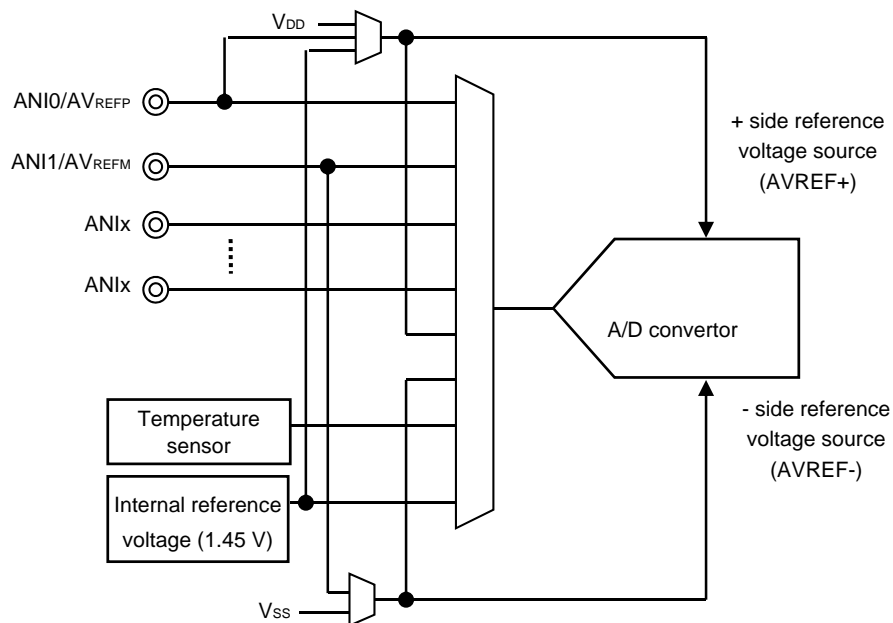 VDD
ANI0/AVREFP
ANI1/AVREFM
ANIx
ANIx
+ side reference
voltage source
(AVREF+)
A/D convertor
Temperature
sensor
Internal reference
voltage (1.45 V)
- side reference
voltage source
(AVREF-)
VSS